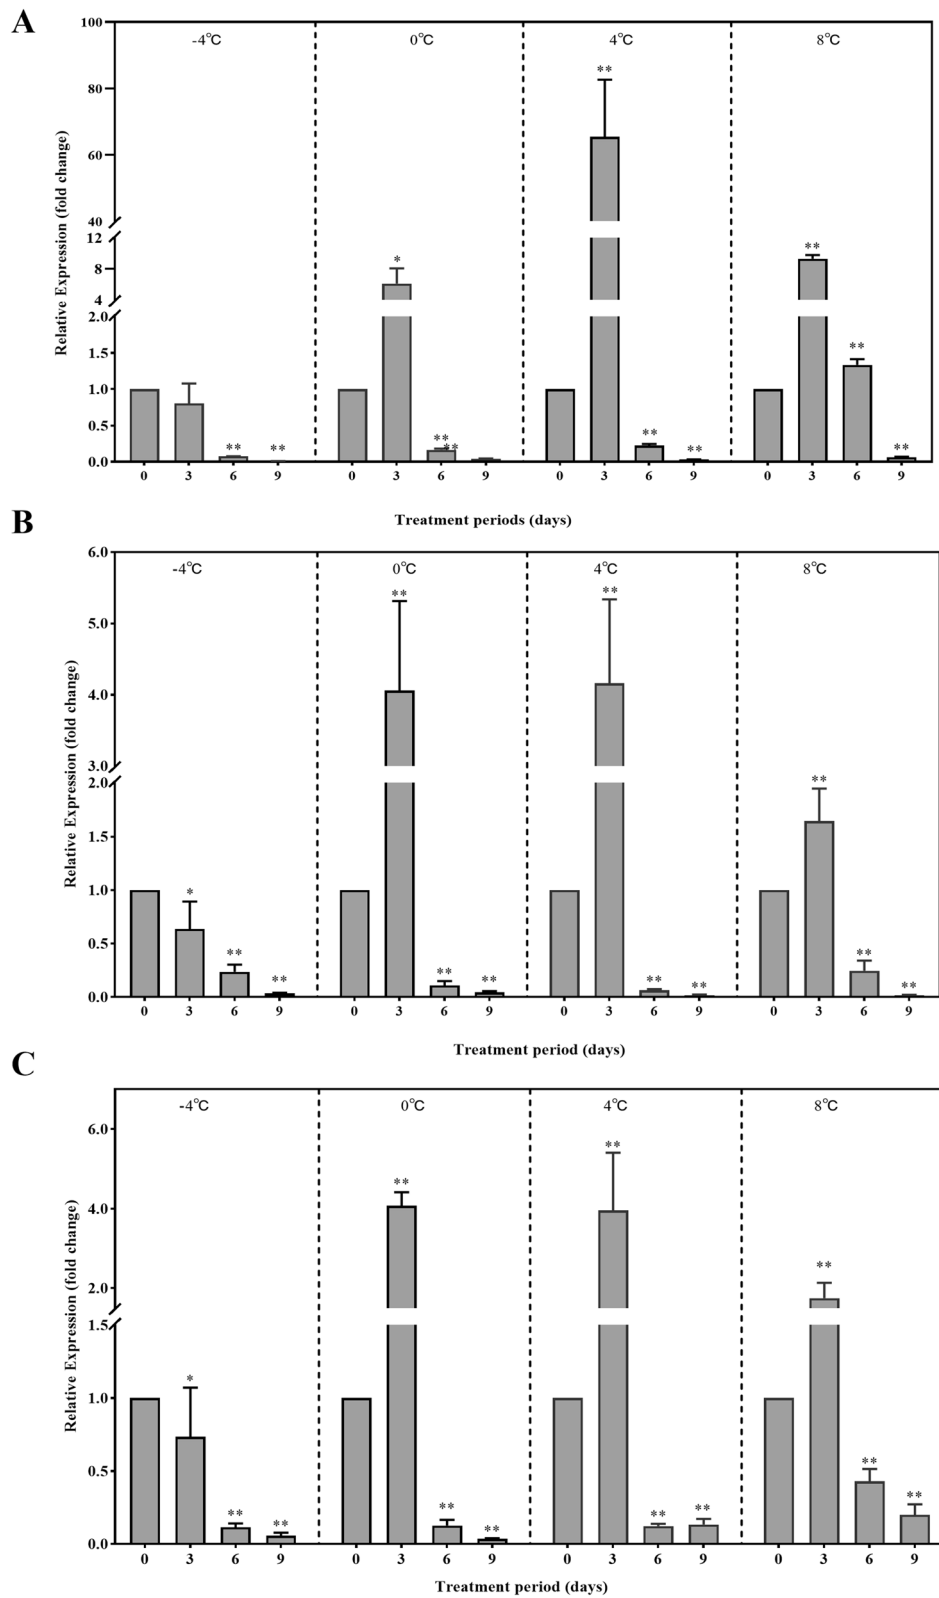 A
Relative Expression (fold change)
100
80
60
40
12
8
4
2.0
1.5
1.0
0.5
0.0
-4℃ 0℃ 4℃ 8℃
** ** * ** ** ** ** ** ** ** **
0 3 6 9 0 3 6 9 0 3 6 9 0 3 6 9
Treatment periods (days)
B
Relative Expression (fold change)
6.0
5.0
4.0
3.0
2.0
1.5
1.0
0.5
0.0
-4℃ 0℃ 4℃ 8℃
* ** ** ** ** ** ** ** ** ** ** **
0 3 6 9 0 3 6 9 0 3 6 9 0 3 6 9
Treatment period (days)
C
Relative Expression (fold change)
6.0
4.0
2.0
1.5
1.0
0.5
0.0
-4℃ 0℃ 4℃ 8℃
* ** ** ** ** ** ** ** ** ** ** **
0 3 6 9 0 3 6 9 0 3 6 9 0 3 6 9
Treatment period (days)